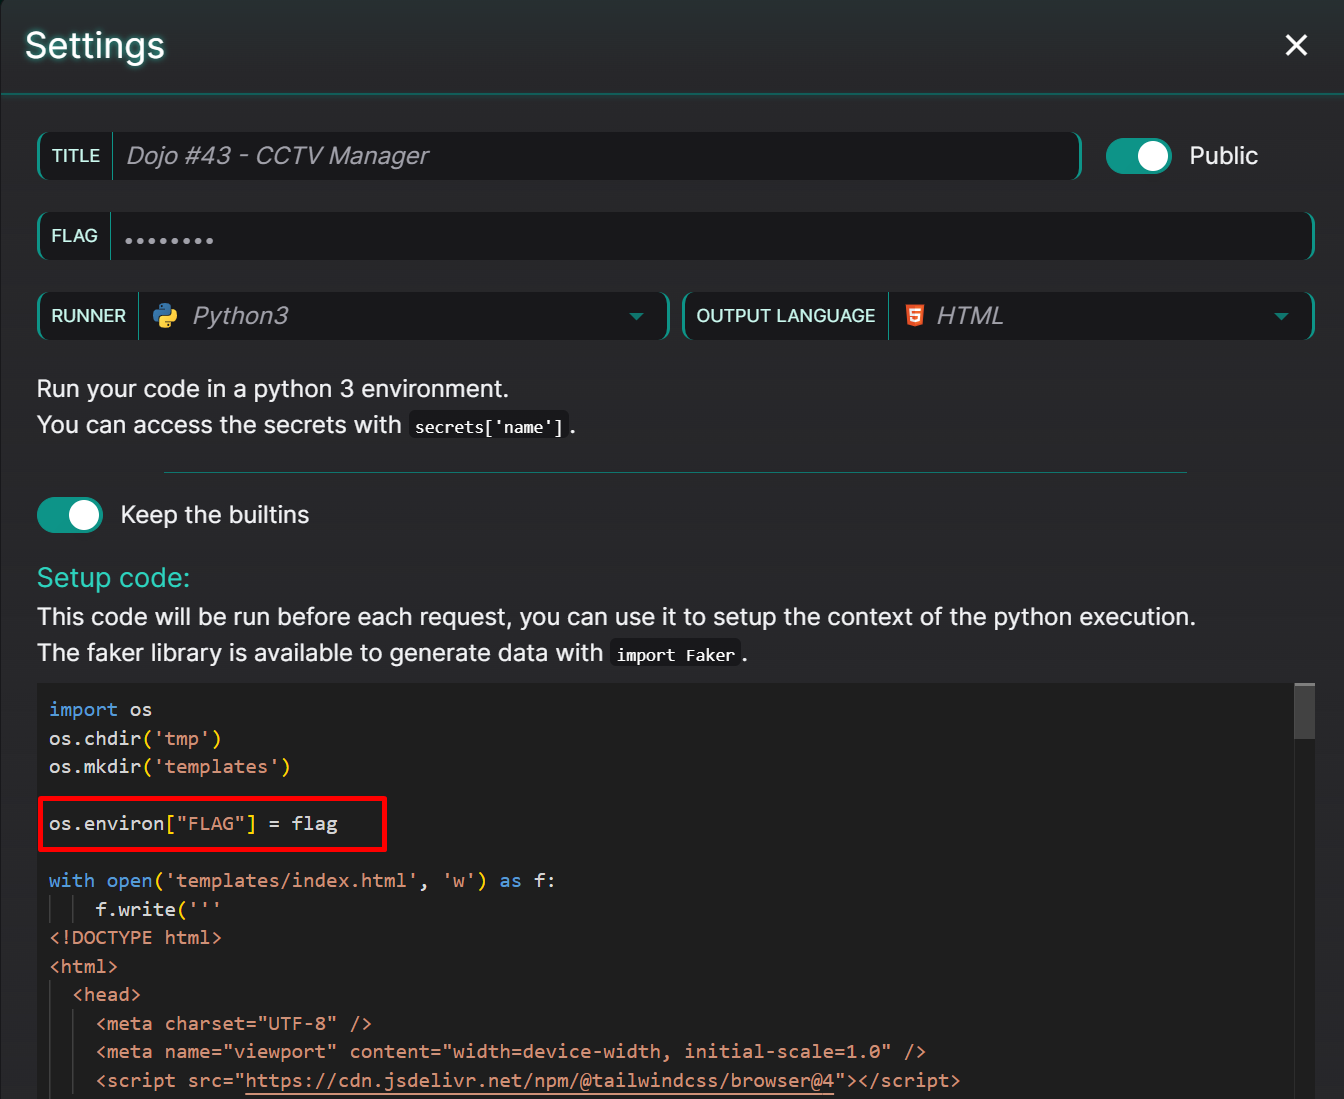 Settings
TITLE Dojo #43 - CCTV Manager Public
FLAG ••••••••
RUNNER Python3 OUTPUT LANGUAGE HTML
Run your code in a python 3 environment.
You can access the secrets with secrets['name'].
Keep the builtins
Setup code:
This code will be run before each request, you can use it to setup the context of the python execution.
The faker library is available to generate data with import Faker.
import os
os.chdir('tmp')
os.mkdir('templates')
os.environ["FLAG"] = flag
with open('templates/index.html', 'w') as f:
f.write('''
<!DOCTYPE html>
<html>
<head>
<meta charset="UTF-8" />
<meta name="viewport" content="width=device-width, initial-scale=1.0" />
<script src="https://cdn.jsdelivr.net/npm/@tailwindcss/browser@4"></script>